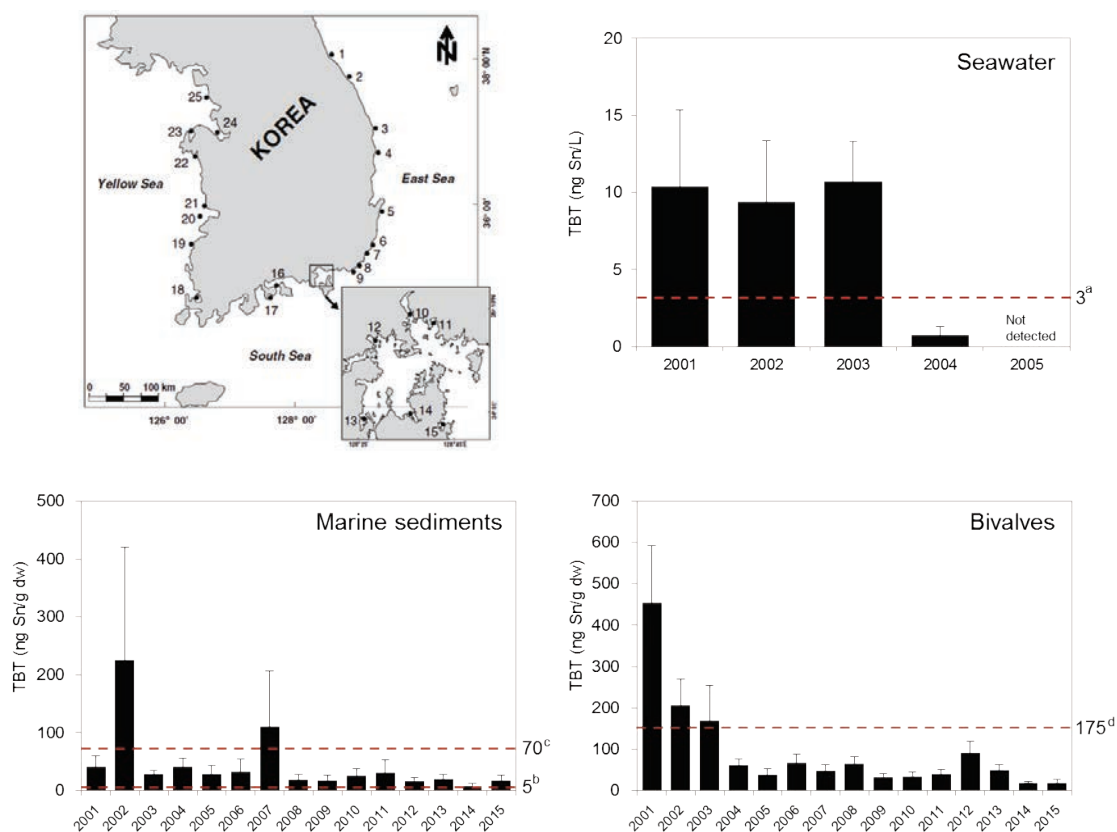 N
1
2
3
4
5
6
7
8
9
10
11
12
13
14
15
16
17
18
19
20
21
22
23
24
25
KOREA
Yellow Sea
East Sea
South Sea
38° 00'N
36° 00'
0 50 100 km
126° 00'
128° 00'
Seawater
TBT (ng Sn/L)
20
15
10
5
0
3a
Not
detected
2001 2002 2003 2004 2005
Marine sediments
TBT (ng Sn/g dw)
500
400
300
200
100
0
70c
5b
2001 2002 2003 2004 2005 2006 2007 2008 2009 2010 2011 2012 2013 2014 2015
Bivalves
TBT (ng Sn/g dw)
700
600
500
400
300
200
100
0
175d
2001 2002 2003 2004 2005 2006 2007 2008 2009 2010 2011 2012 2013 2014 2015